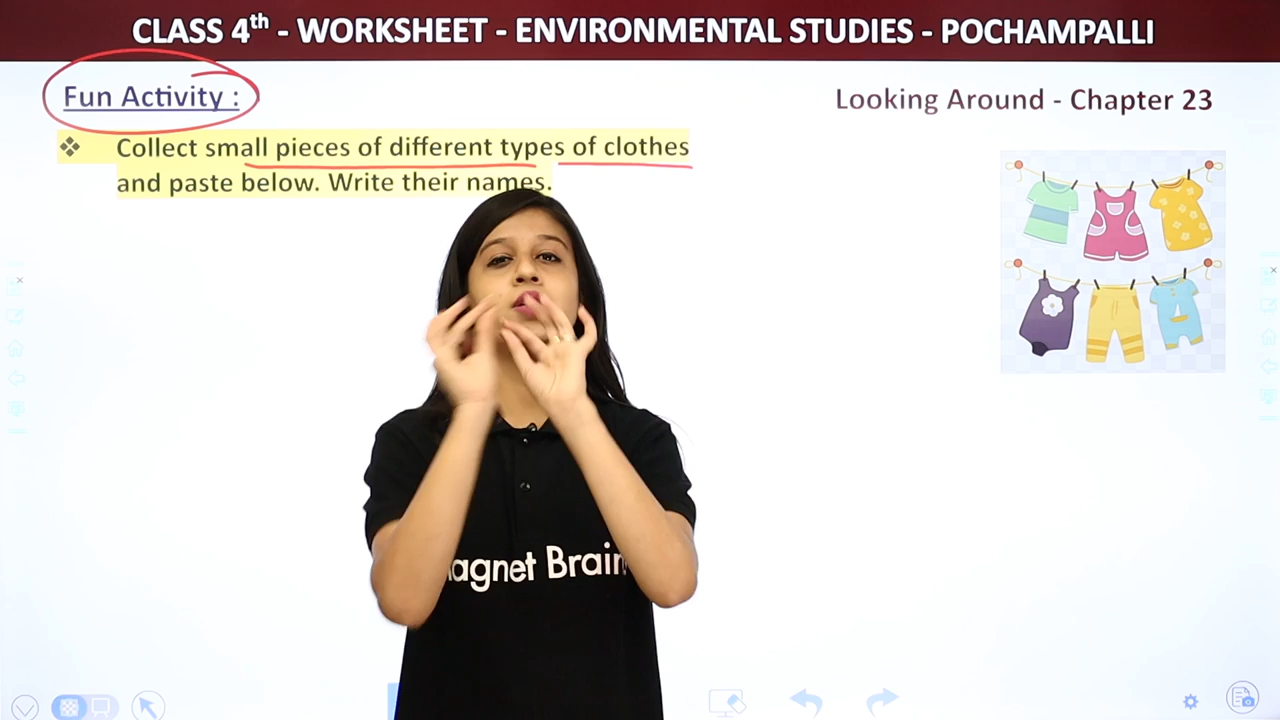 CLASS 4th - WORKSHEET - ENVIRONMENTAL STUDIES - POCHAMPALLI
Fun Activity :
Looking Around - Chapter 23
❖ Collect small pieces of different types of clothes
and paste below. Write their names.
agnet Brain